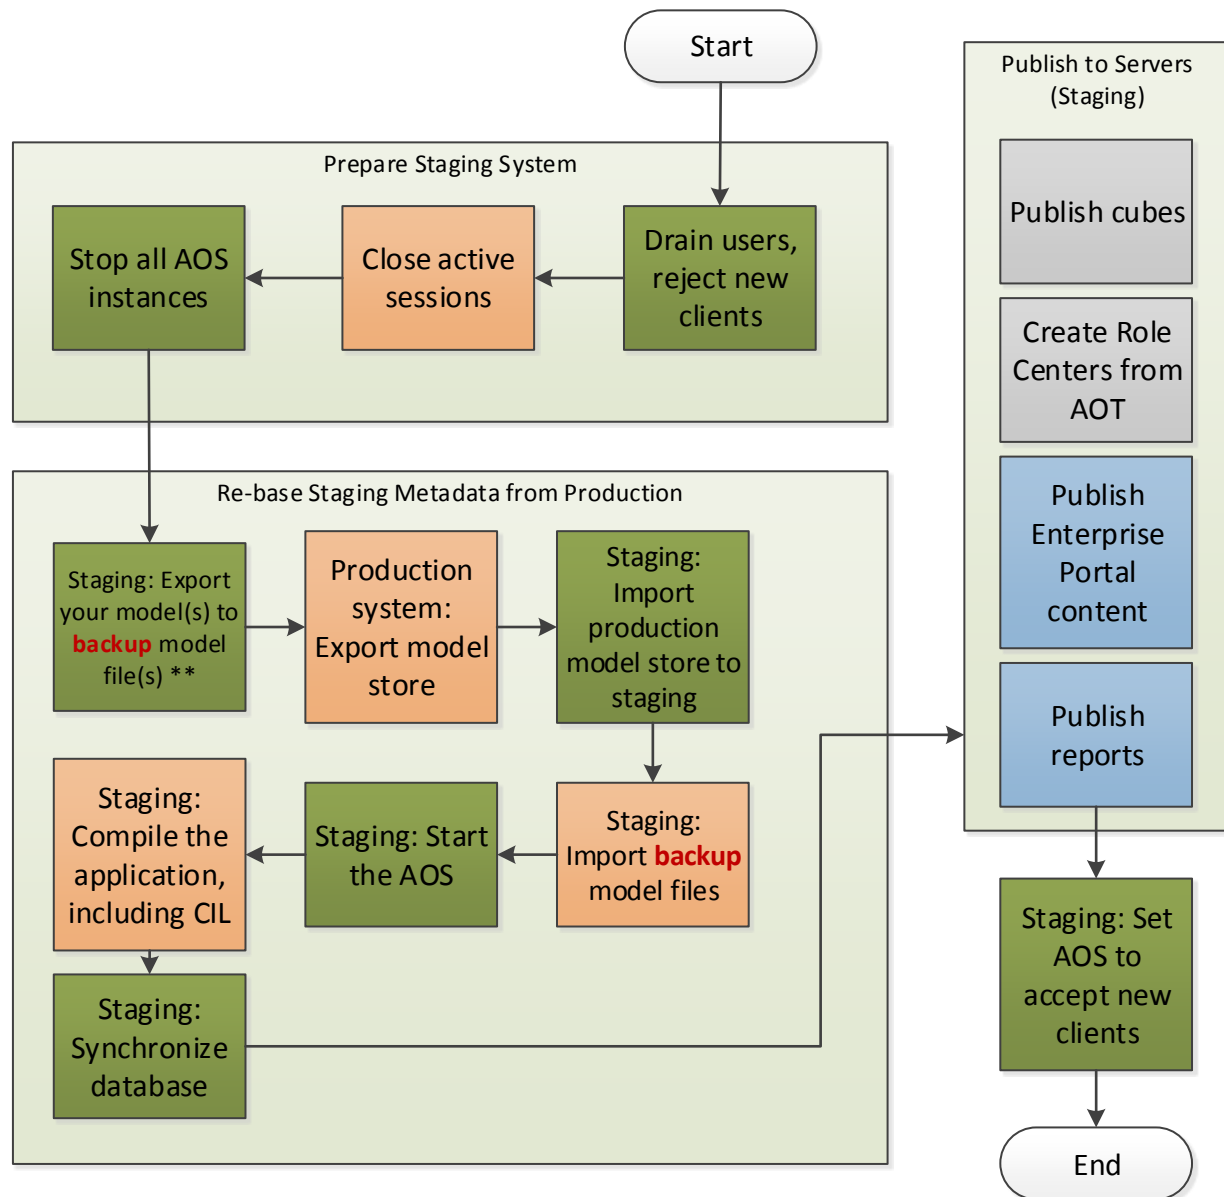 Start
Prepare Staging System
Drain users,
reject new
clients
Close active
sessions
Stop all AOS
instances
Re-base Staging Metadata from Production
Staging: Export
your model(s) to
backup model
file(s) **
Production
system:
Export model
store
Staging:
Import
production
model store to
staging
Staging:
Import backup
model files
Staging: Start
the AOS
Staging:
Compile the
application,
including CIL
Staging:
Synchronize
database
Publish to Servers
(Staging)
Publish cubes
Create Role
Centers from
AOT
Publish
Enterprise
Portal
content
Publish
reports
Staging: Set
AOS to
accept new
clients
End